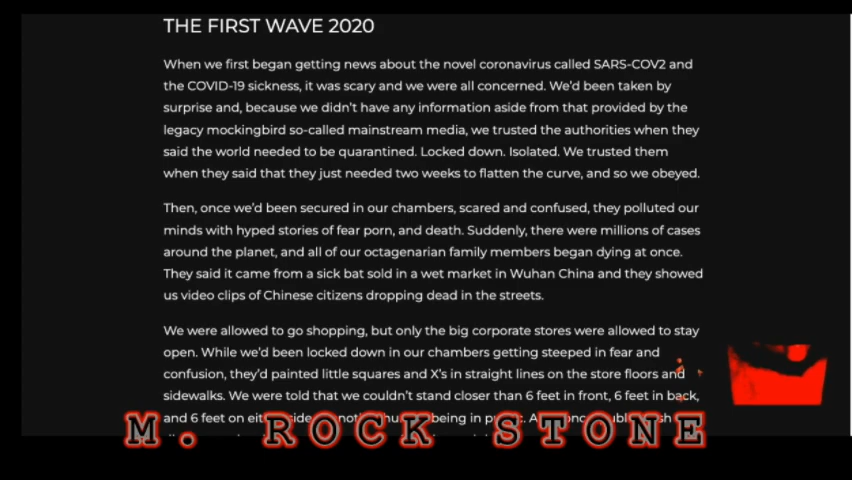 THE FIRST WAVE 2020
When we first began getting news about the novel coronavirus called SARS-COV2 and
the COVID-19 sickness, it was scary and we were all concerned. We'd been taken by
surprise and, because we didn't have any information aside from that provided by the
legacy mockingbird so-called mainstream media, we trusted the authorities when they
said the world needed to be quarantined. Locked down. Isolated. We trusted them
when they said that they just needed two weeks to flatten the curve, and so we obeyed.
Then, once we'd been secured in our chambers, scared and confused, they polluted our
minds with hyped stories of fear porn, and death. Suddenly, there were millions of cases
around the planet, and all of our octagenarian family members began dying at once.
They said it came from a sick bat sold in a wet market in Wuhan China and they showed
us video clips of Chinese citizens dropping dead in the streets.
We were allowed to go shopping, but only the big corporate stores were allowed to stay
open. While we'd been locked down in our chambers getting steeped in fear and
confusion, they'd painted little squares and X's in straight lines on the store floors and
sidewalks. We were told that we couldn't stand closer than 6 feet in front, 6 feet in back,
and 6 feet on being in
M. ROCK STONE